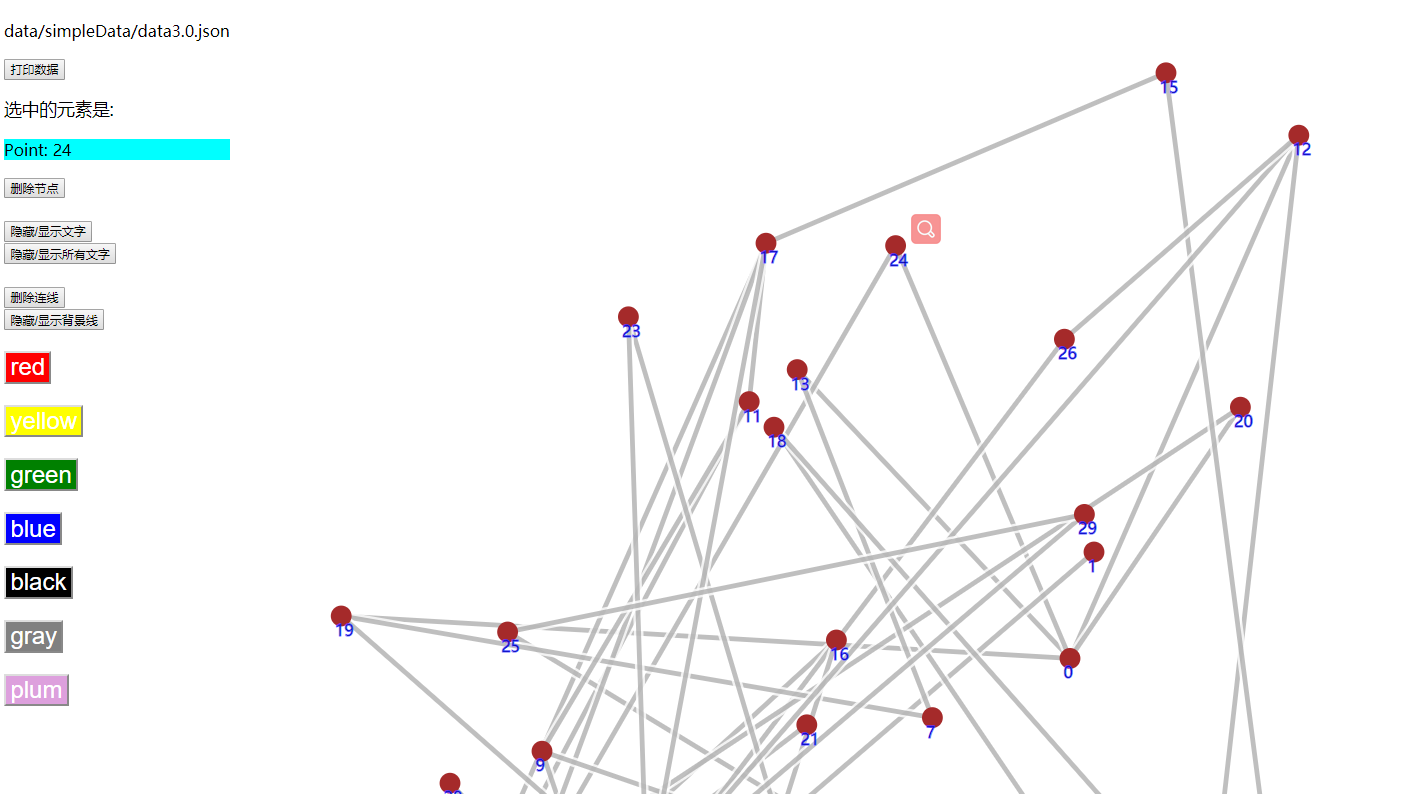 data/simpleData/data3.0.json
打印数据
选中的元素是:
Point: 24
删除节点
隐藏/显示文字
隐藏/显示所有文字
删除连线
隐藏/显示背景线
red
yellow
green
blue
black
gray
plum
15
12
17
24
23
26
13
11
20
18
29
1
19
25
16
0
7
21
9